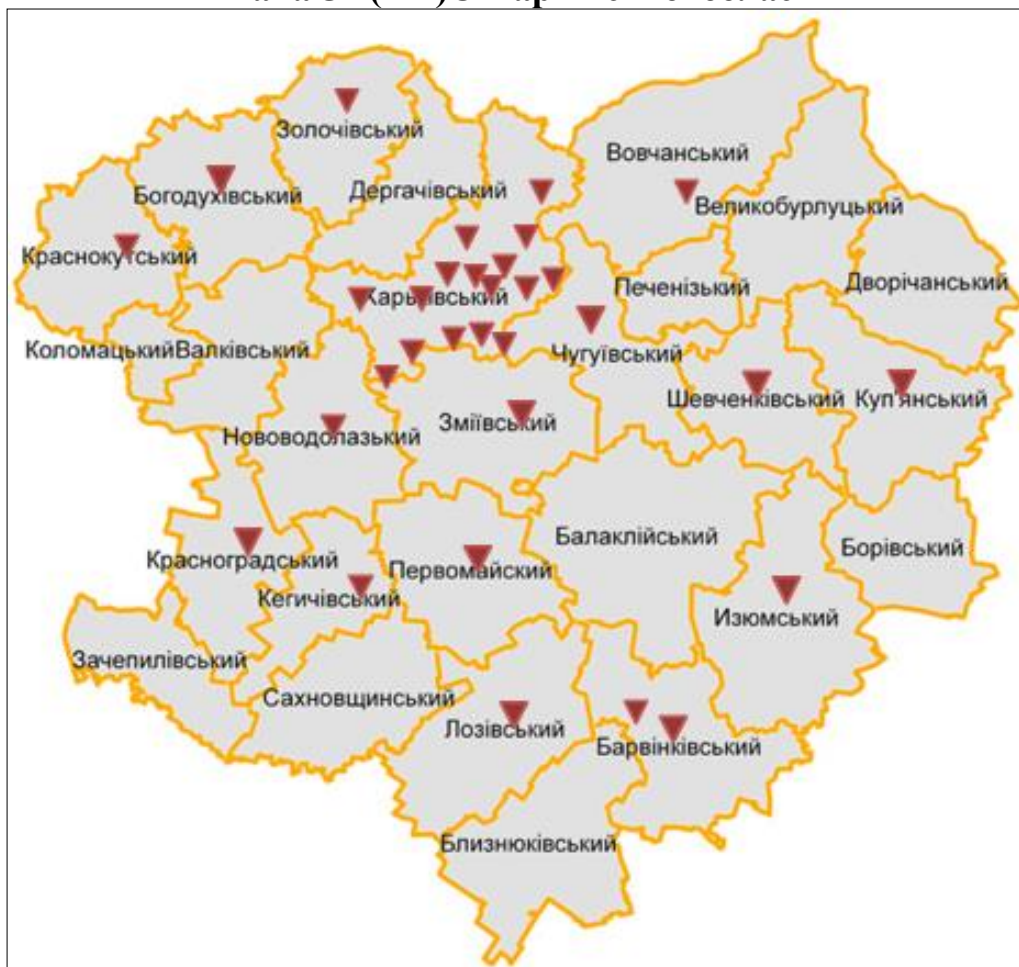 Золочівський
Вовчанський
Дергачівський
Богодухівський
Великобурлуцький
Краснокутський
Дворічанський
Печенізький
Харьківський
Коломацький
Валківський
Чугуївський
Шевченківський
Куп'янський
Зміївський
Нововодолазький
Балаклійський
Борівський
Красноградський
Первомайский
Кегичівський
Изюмський
Зачепилівський
Сахновщинський
Лозівський
Барвінківський
Близнюківський